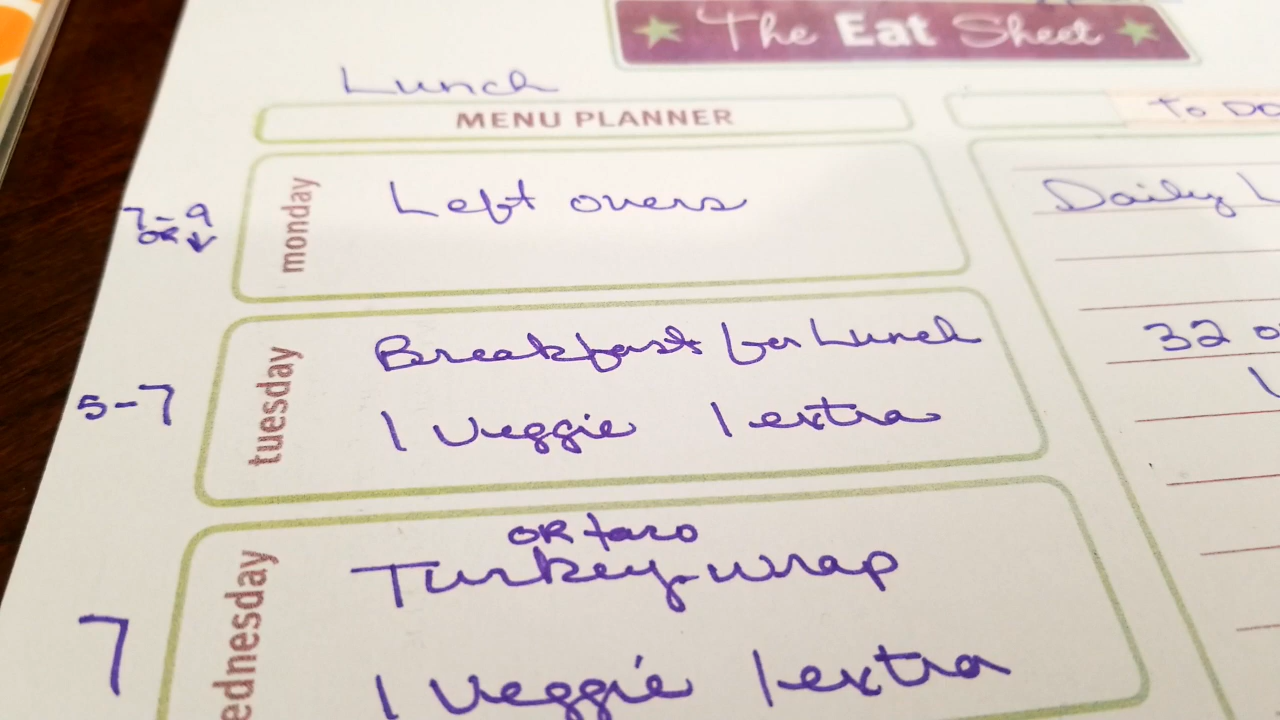 The Eat Sheet
Lunch
MENU PLANNER
TO DO
monday
7-9
OR ↓
Left overs
Daily L
tuesday
5-7
Breakfast for Lunch
1 Veggie 1 extra
32 o
ednesday
7
OR taco
Turkey wrap
1 Veggie 1 extra